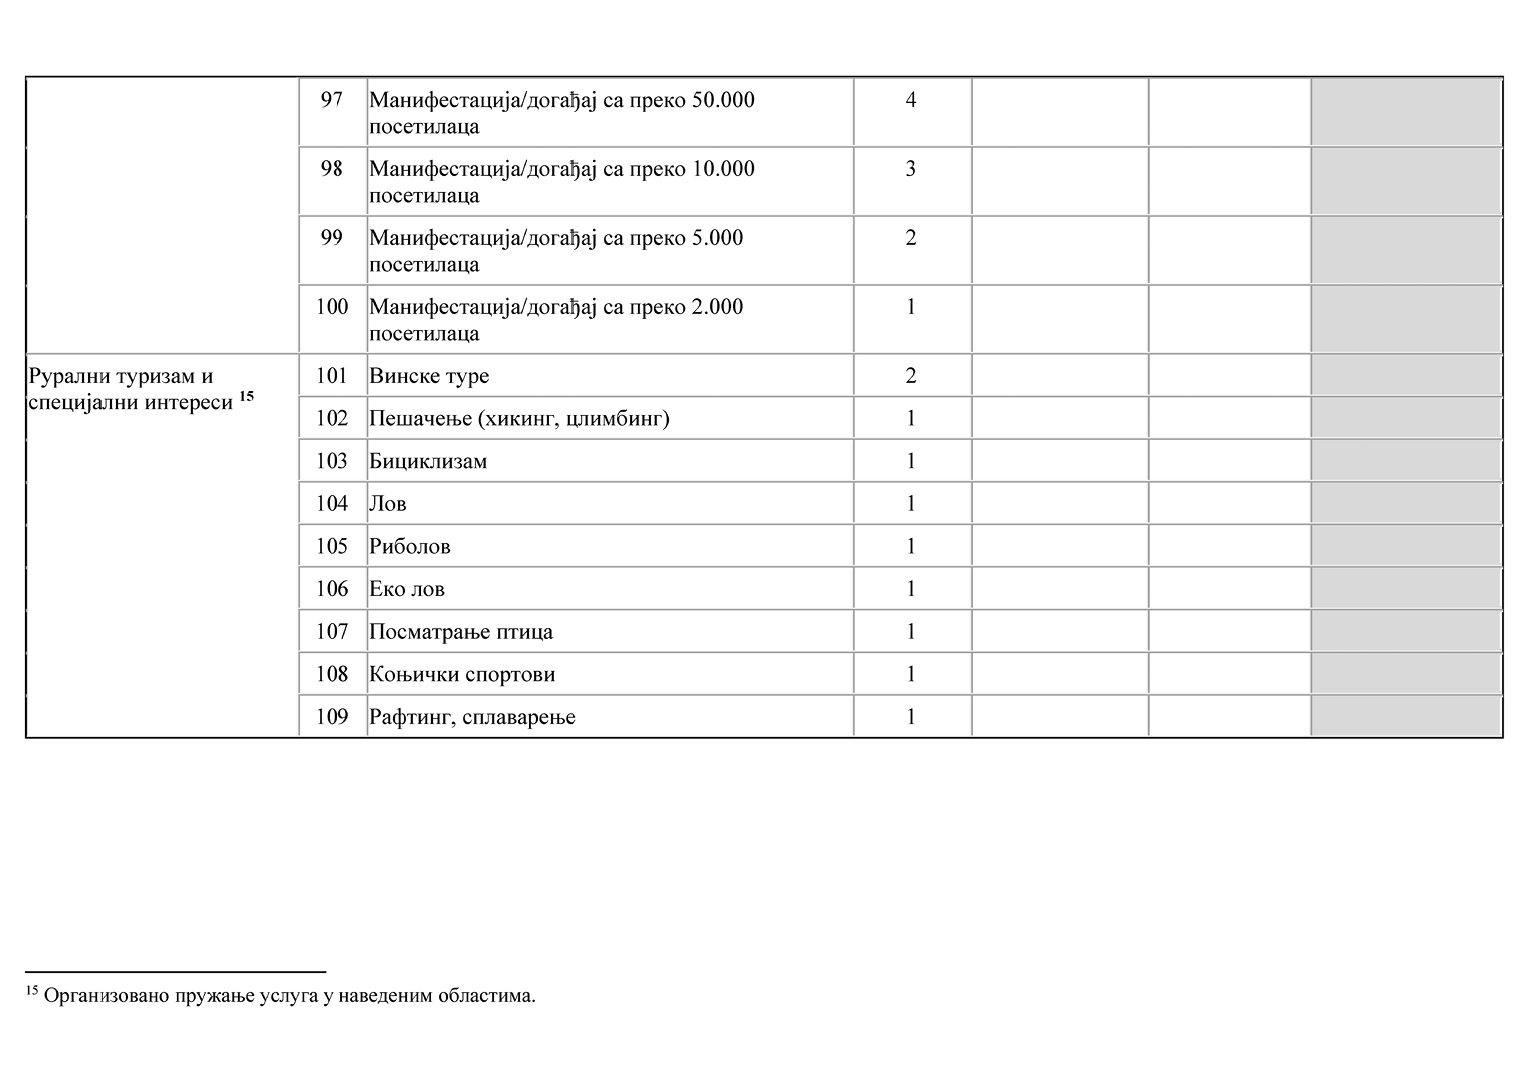 97 Манифестација/догађај са преко 50.000 4
посетилаца
98 Манифестација/догађај са преко 10.000 3
посетилаца
99 Манифестација/догађај са преко 5.000 2
посетилаца
100 Манифестација/догађај са преко 2.000 1
посетилаца
Рурални туризам и 101 Винске туре 2
специјални интереси 15
102 Пешачење (хикинг, цлимбинг) 1
103 Бициклизам 1
104 Лов 1
105 Риболов 1
106 Еко лов 1
107 Посматрање птица 1
108 Коњички спортови 1
109 Рафтинг, сплаварење 1
15 Организовано пружање услуга у наведеним областима.